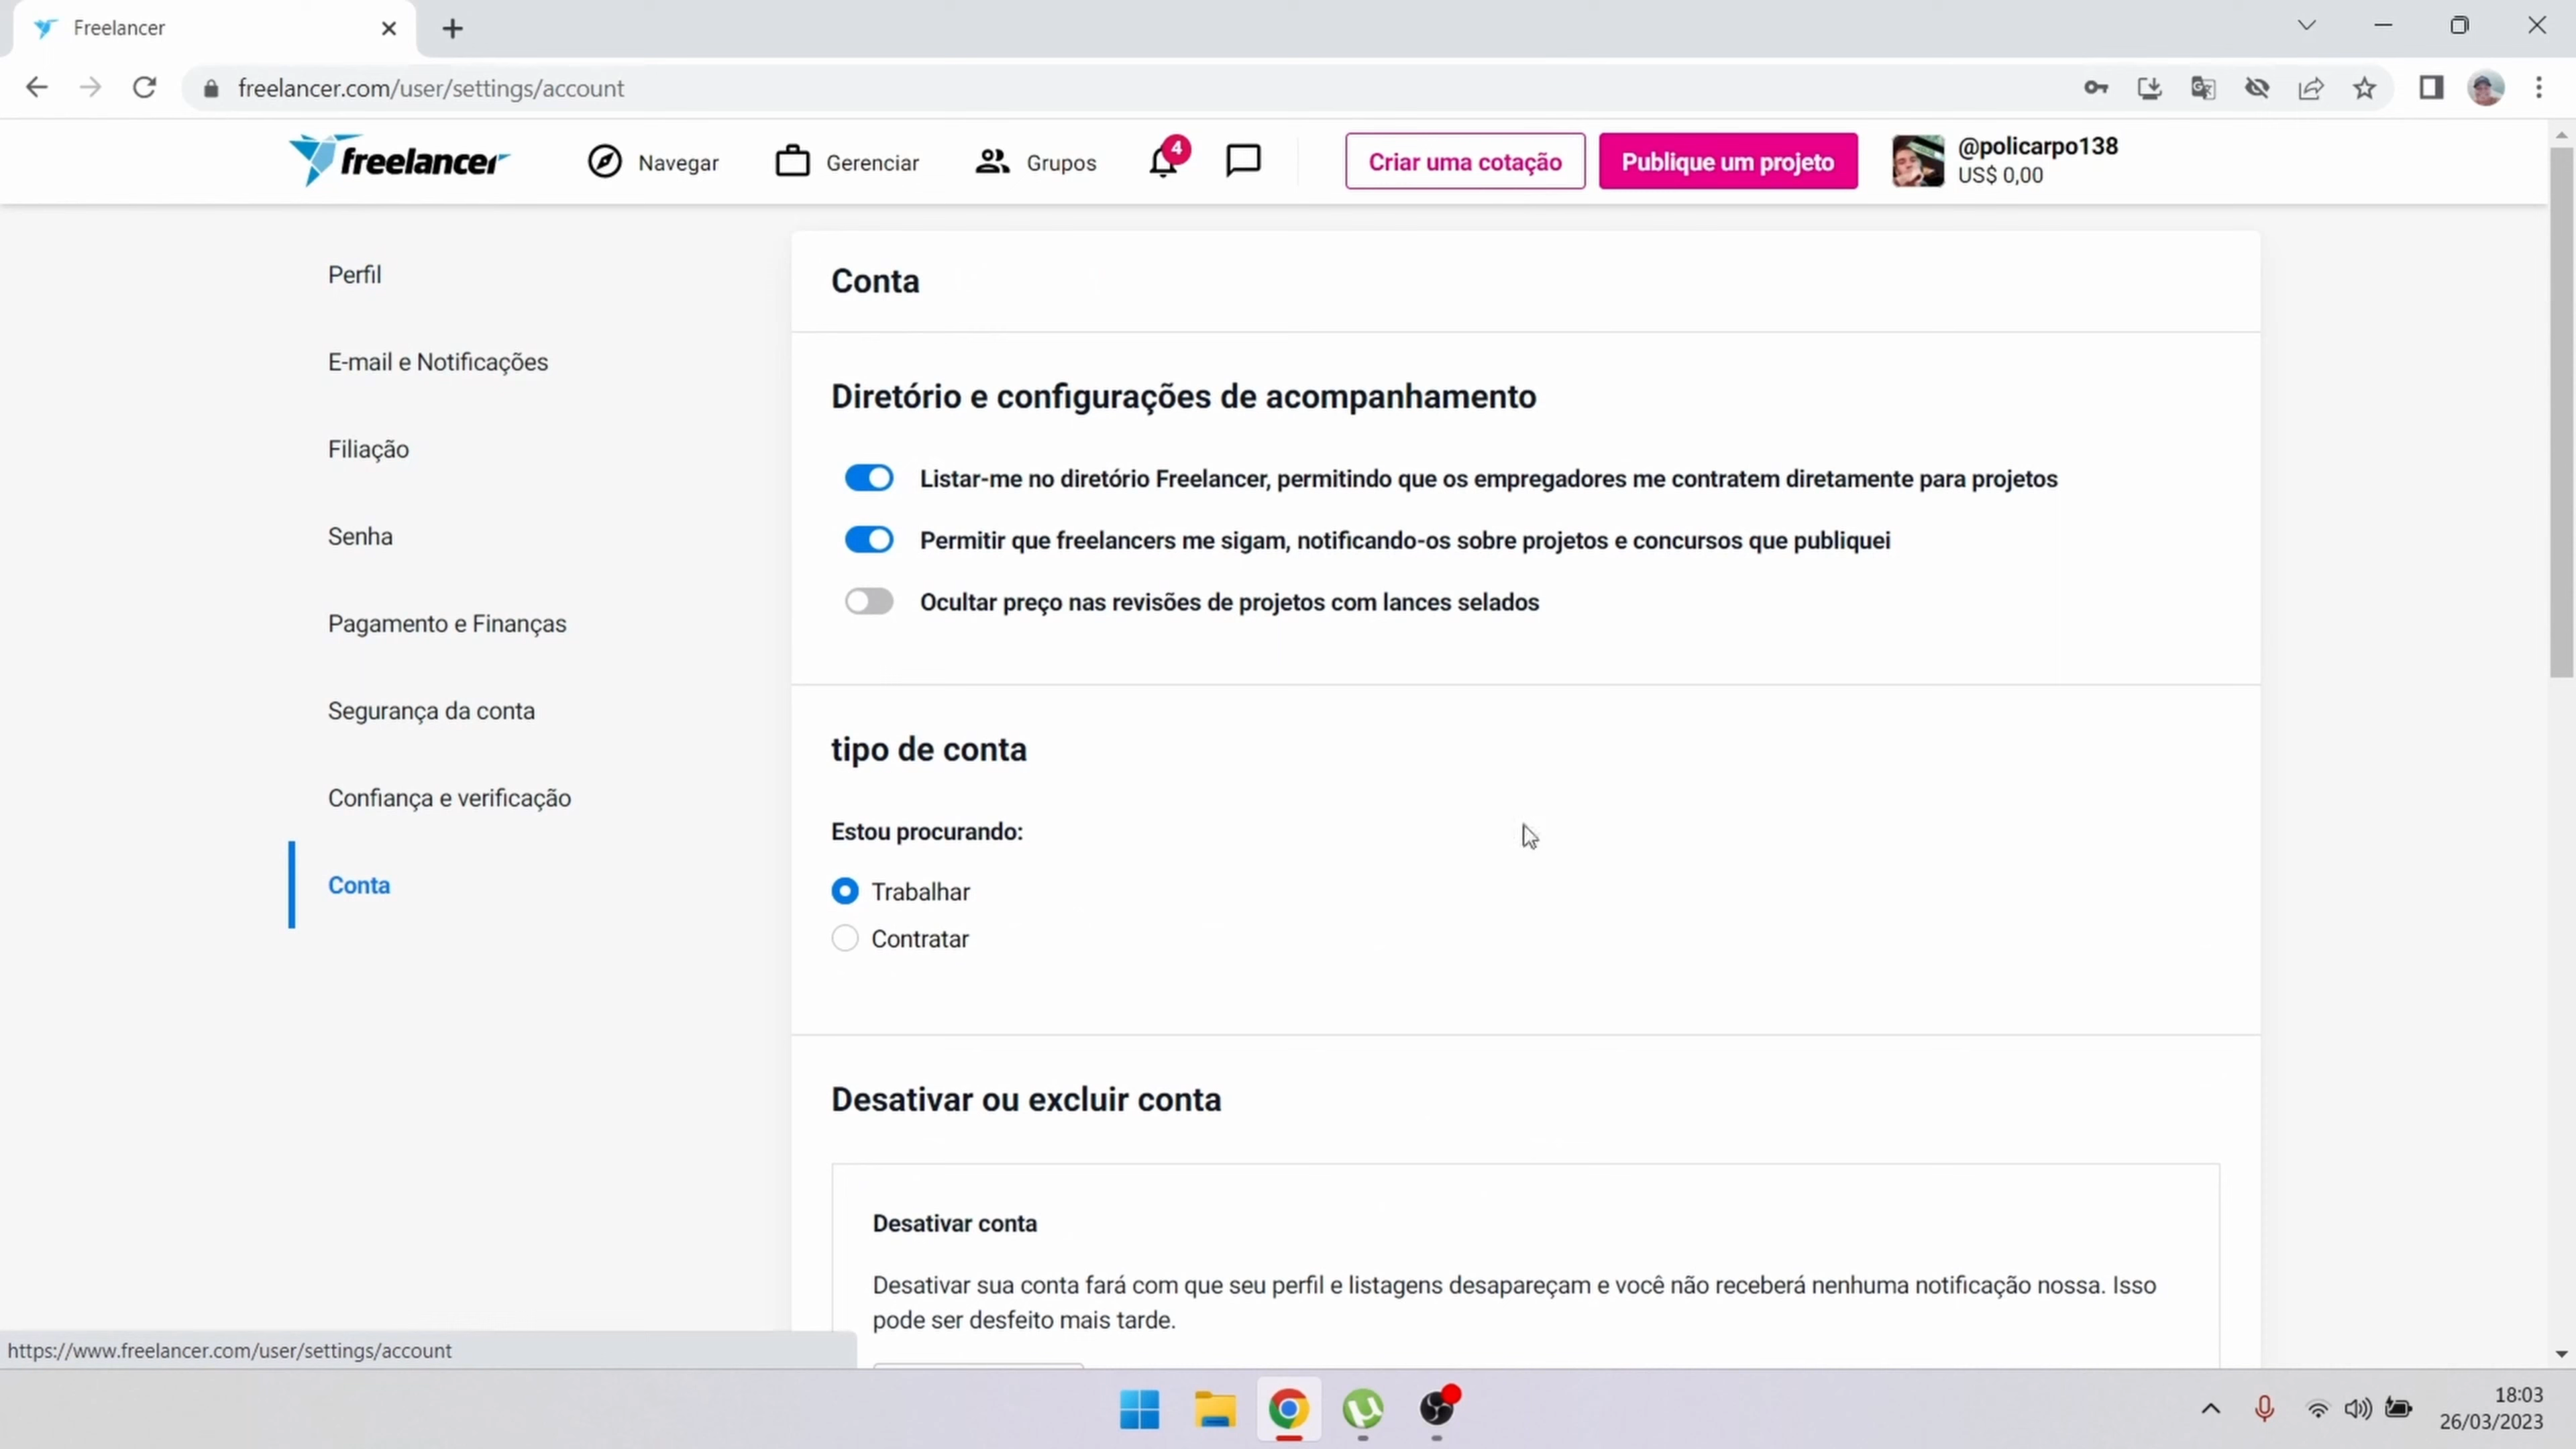 Freelancer
freelancer.com/user/settings/account
freelancer
Navegar
Gerenciar
Grupos
4
Criar uma cotação
Publique um projeto
@policarpo138
US$ 0,00
Perfil
E-mail e Notificações
Filiação
Senha
Pagamento e Finanças
Segurança da conta
Confiança e verificação
Conta
Conta
Diretório e configurações de acompanhamento
Listar-me no diretório Freelancer, permitindo que os empregadores me contratem diretamente para projetos
Permitir que freelancers me sigam, notificando-os sobre projetos e concursos que publiquei
Ocultar preço nas revisões de projetos com lances selados
tipo de conta
Estou procurando:
Trabalhar
Contratar
Desativar ou excluir conta
Desativar conta
Desativar sua conta fará com que seu perfil e listagens desapareçam e você não receberá nenhuma notificação nossa. Isso
pode ser desfeito mais tarde.
https://www.freelancer.com/user/settings/account
18:03
26/03/2023